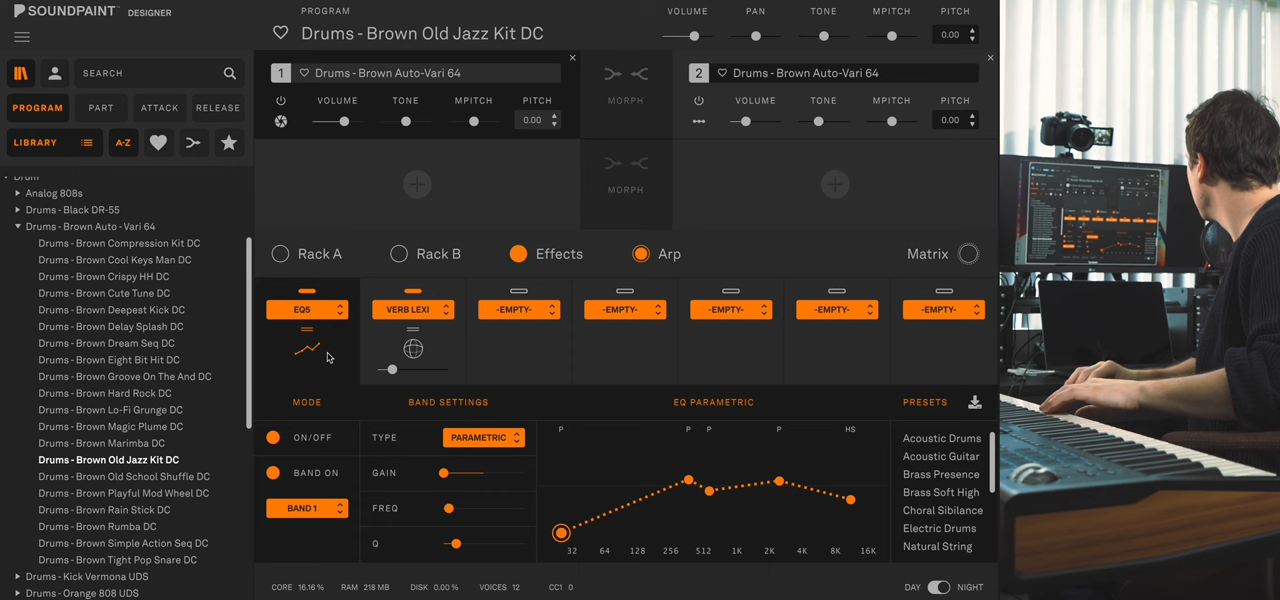 SOUNDPAINT DESIGNER
PROGRAM
Drums - Brown Old Jazz Kit DC
VOLUME PAN TONE MPITCH PITCH
0.00
SEARCH
PROGRAM PART ATTACK RELEASE
LIBRARY A-Z
Drum
Analog 808s
Drums - Black DR-55
Drums - Brown Auto - Vari 64
Drums - Brown Compression Kit DC
Drums - Brown Cool Keys Man DC
Drums - Brown Crispy HH DC
Drums - Brown Cute Tune DC
Drums - Brown Deepest Kick DC
Drums - Brown Delay Splash DC
Drums - Brown Dream Seq DC
Drums - Brown Eight Bit Hit DC
Drums - Brown Groove On The And DC
Drums - Brown Hard Rock DC
Drums - Brown Lo-Fi Grunge DC
Drums - Brown Magic Plume DC
Drums - Brown Marimba DC
Drums - Brown Old Jazz Kit DC
Drums - Brown Old School Shuffle DC
Drums - Brown Playful Mod Wheel DC
Drums - Brown Rain Stick DC
Drums - Brown Rumba DC
Drums - Brown Simple Action Seq DC
Drums - Brown Tight Pop Snare DC
Drums - Kick Vermona UDS
Drums - Orange 808 UDS
1 Drums - Brown Auto-Vari 64
VOLUME TONE MPITCH PITCH
0.00
MORPH
2 Drums - Brown Auto-Vari 64
VOLUME TONE MPITCH PITCH
0.00
MORPH
Rack A Rack B Effects Arp Matrix
EQ5 VERB LEXI -EMPTY- -EMPTY- -EMPTY- -EMPTY- -EMPTY-
MODE BAND SETTINGS EQ PARAMETRIC PRESETS
ON/OFF
BAND ON
BAND 1
TYPE PARAMETRIC
GAIN
FREQ
Q
P P P P HS
32 64 128 256 512 1K 2K 4K 8K 16K
Acoustic Drums
Acoustic Guitar
Brass Presence
Brass Soft High
Choral Sibilance
Electric Drums
Natural String
CORE 16.16 % RAM 218 MB DISK 0.00 % VOICES 12 CC1 0
DAY NIGHT